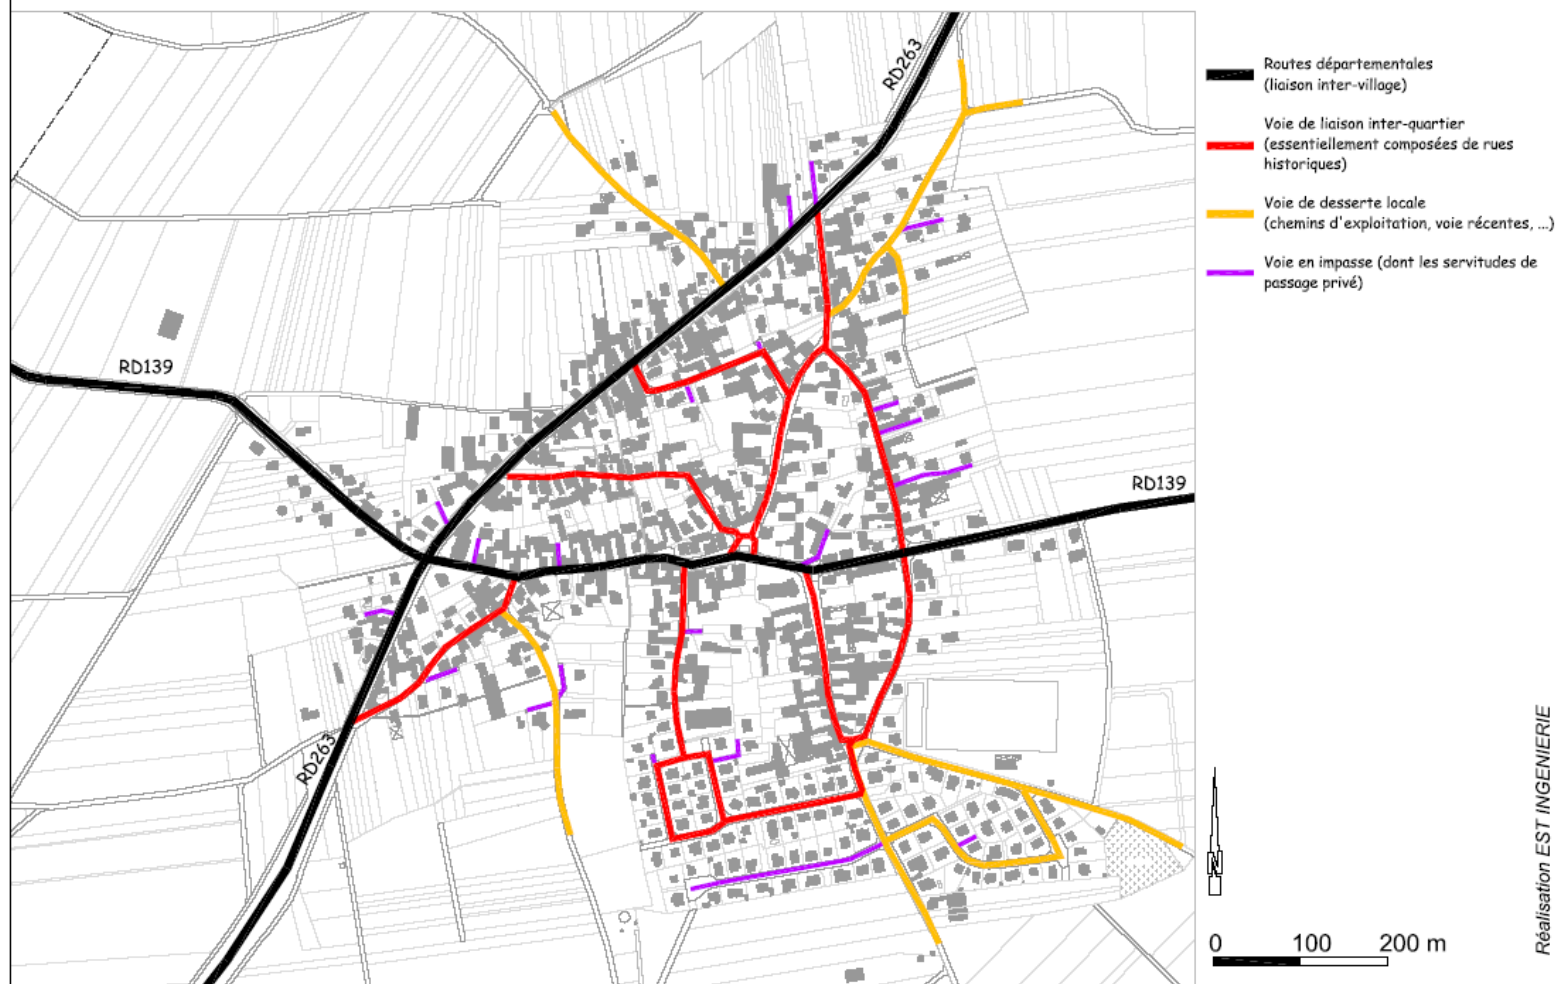 RD263
RD139
RD139
RD263
Routes départementales
(liaison inter-village)
Voie de liaison inter-quartier
(essentiellement composées de rues
historiques)
Voie de desserte locale
(chemins d'exploitation, voie récentes, ...)
Voie en impasse (dont les servitudes de
passage privé)
N
0 100 200 m
Réalisation EST INGENIERIE